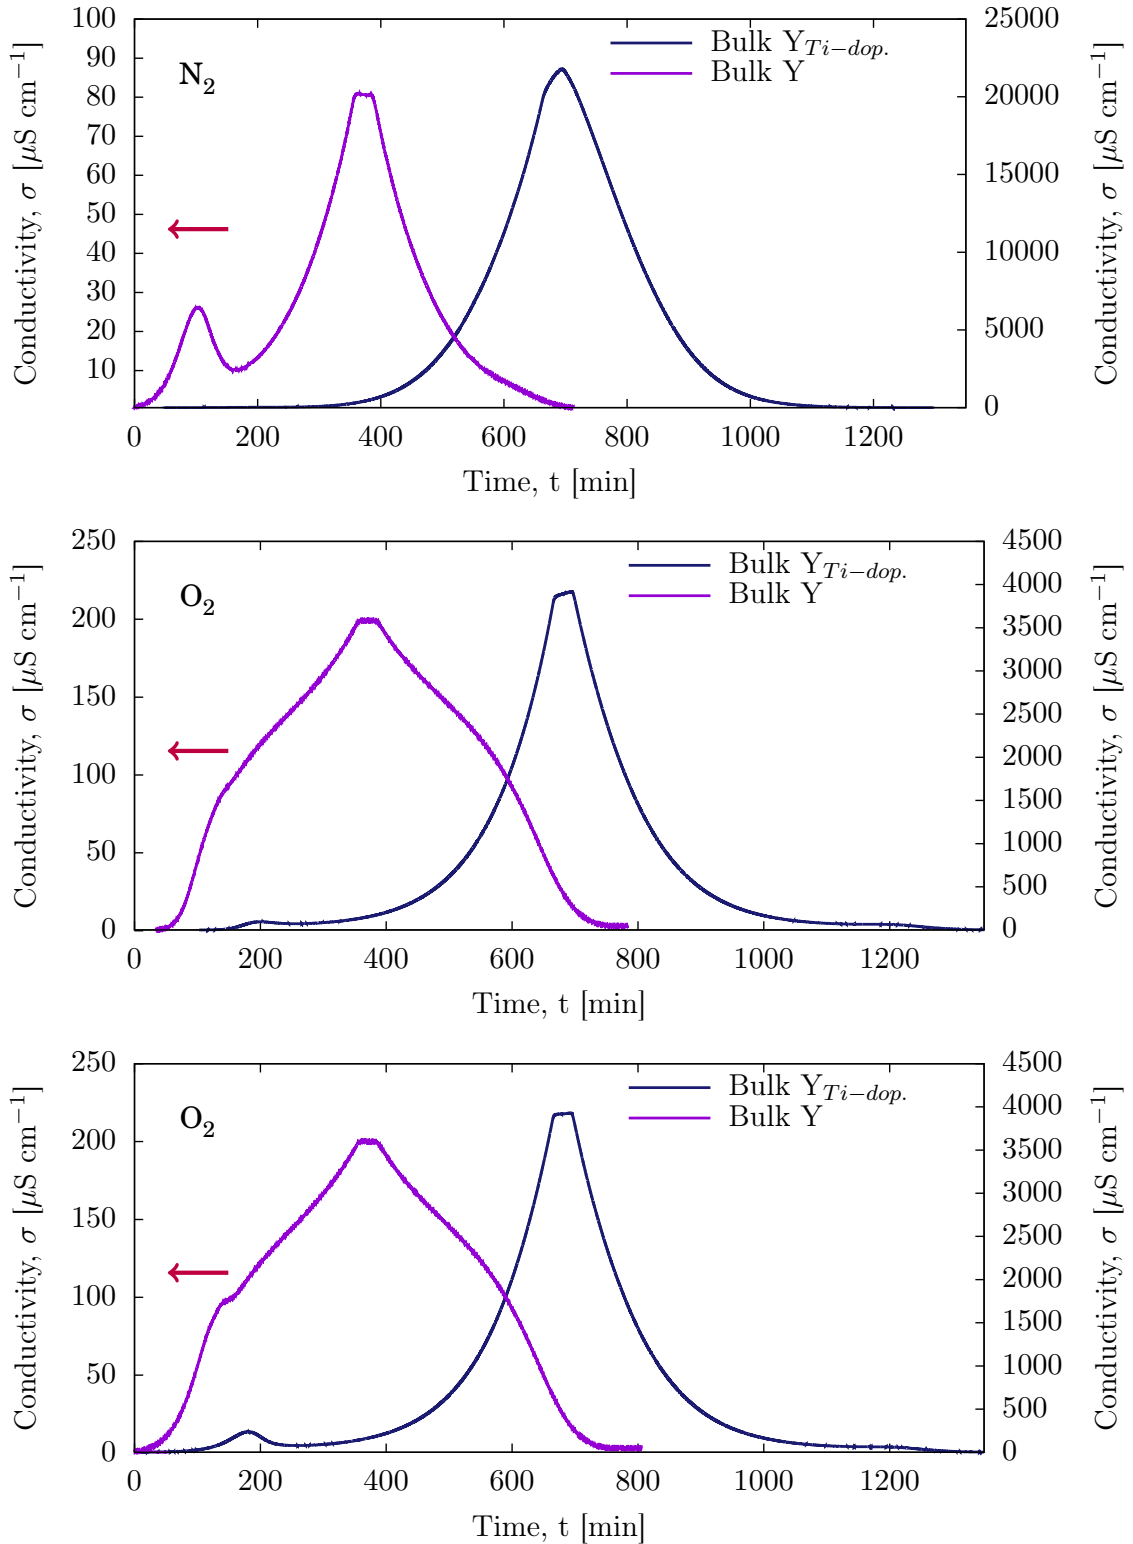 Conductivity, σ [μS cm−1]
100
90
80
70
60
50
40
30
20
10
N2
Bulk YTi−dop.
Bulk Y
25000
20000
15000
10000
5000
0
Conductivity, σ [μS cm−1]
0 200 400 600 800 1000 1200
Time, t [min]
Conductivity, σ [μS cm−1]
250
200
150
100
50
0
O2
Bulk YTi−dop.
Bulk Y
4500
4000
3500
3000
2500
2000
1500
1000
500
0
Conductivity, σ [μS cm−1]
0 200 400 600 800 1000 1200
Time, t [min]
Conductivity, σ [μS cm−1]
250
200
150
100
50
0
O2
Bulk YTi−dop.
Bulk Y
4500
4000
3500
3000
2500
2000
1500
1000
500
0
Conductivity, σ [μS cm−1]
0 200 400 600 800 1000 1200
Time, t [min]